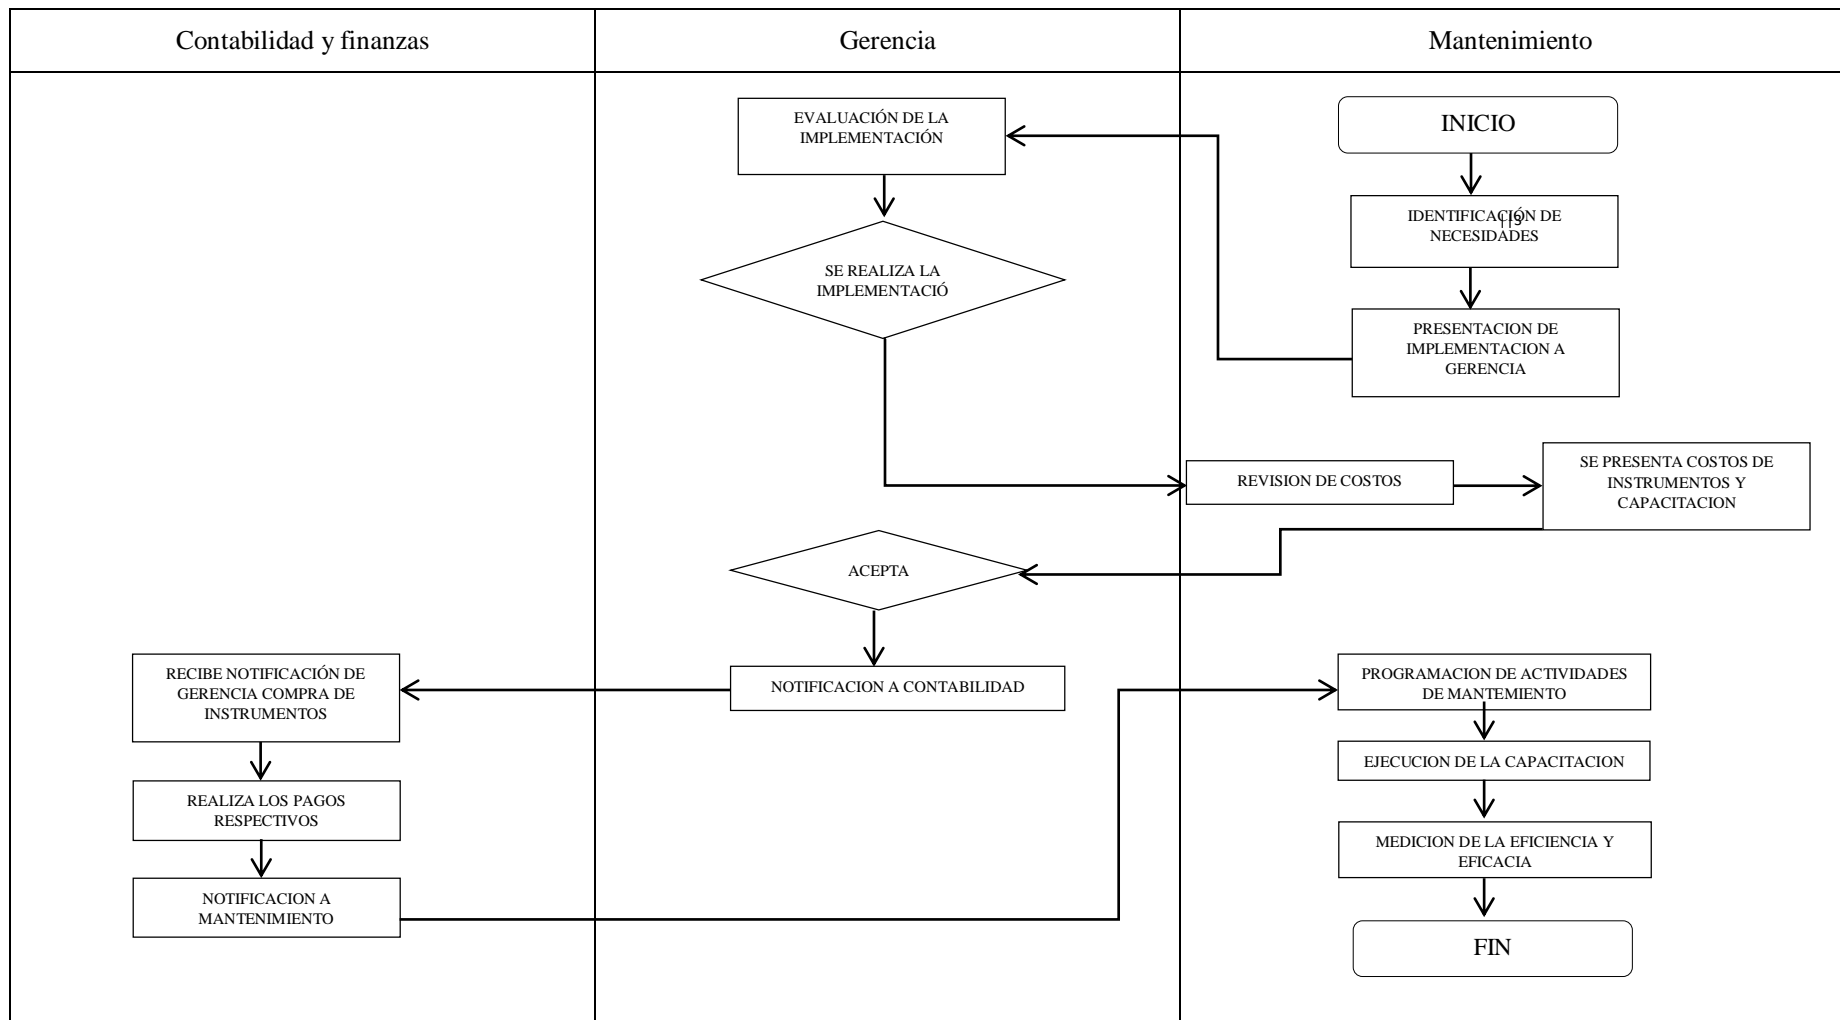 Contabilidad y finanzas
Gerencia
Mantenimiento
INICIO
IDENTIFICACIÓN DE
NECESIDADES
||3
PRESENTACION DE
IMPLEMENTACION A
GERENCIA
EVALUACIÓN DE LA
IMPLEMENTACIÓN
SE REALIZA LA
IMPLEMENTACIÓ
REVISION DE COSTOS
SE PRESENTA COSTOS DE
INSTRUMENTOS Y
CAPACITACION
ACEPTA
NOTIFICACION A CONTABILIDAD
RECIBE NOTIFICACIÓN DE
GERENCIA COMPRA DE
INSTRUMENTOS
REALIZA LOS PAGOS
RESPECTIVOS
NOTIFICACION A
MANTENIMIENTO
PROGRAMACION DE ACTIVIDADES
DE MANTEMIENTO
EJECUCION DE LA CAPACITACION
MEDICION DE LA EFICIENCIA Y
EFICACIA
FIN